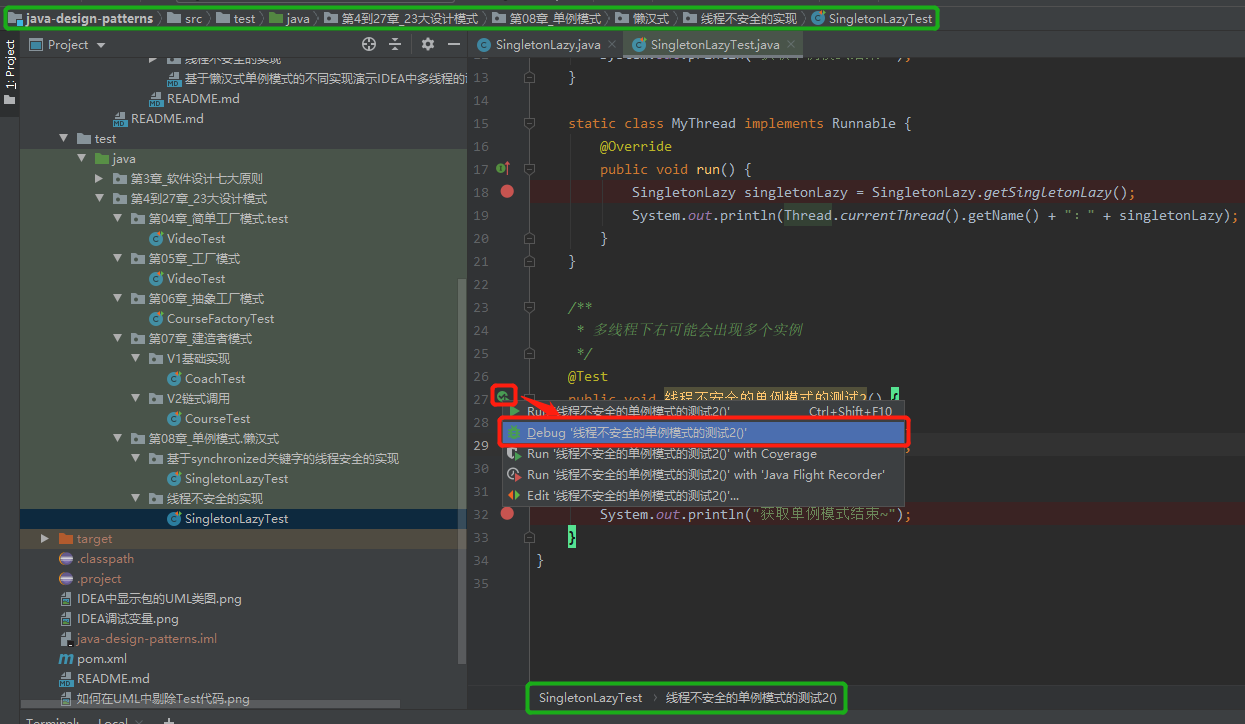 java-design-patterns src test java 第4到27章_23大设计模式 第08章_单例模式 懒汉式 线程不安全的实现 SingletonLazyTest
1: Project
Project
SingletonLazy.java SingletonLazyTest.java
线程不安全的实现
基于懒汉式单例模式的不同实现演示IDEA中多线程的
README.md
README.md
test
java
第3章_软件设计七大原则
第4到27章_23大设计模式
第04章_简单工厂模式.test
VideoTest
第05章_工厂模式
VideoTest
第06章_抽象工厂模式
CourseFactoryTest
第07章_建造者模式
V1基础实现
CoachTest
V2链式调用
CourseTest
第08章_单例模式.懒汉式
基于synchronized关键字的线程安全的实现
SingletonLazyTest
线程不安全的实现
SingletonLazyTest
target
.classpath
.project
IDEA中显示包的UML类图.png
IDEA调试变量.png
java-design-patterns.iml
pom.xml
README.md
如何在UML中剔除Test代码.png
Terminal: Local
13 }
14
15 static class MyThread implements Runnable {
16 @Override
17 public void run() {
18 SingletonLazy singletonLazy = SingletonLazy.getSingletonLazy();
19 System.out.println(Thread.currentThread().getName() + ": " + singletonLazy);
20 }
21 }
22
23 /**
24 * 多线程下右可能会出现多个实例
25 */
26 @Test
27 public void 线程不安全的单例模式的测试2() {
28 Run '线程不安全的单例模式的测试2()' Ctrl+Shift+F10
Debug '线程不安全的单例模式的测试2()'
29
Run '线程不安全的单例模式的测试2()' with Coverage
30
Run '线程不安全的单例模式的测试2()' with 'Java Flight Recorder'
31
Edit '线程不安全的单例模式的测试2()'...
32 System.out.println("获取单例模式结束~");
33 }
34 }
35
SingletonLazyTest 线程不安全的单例模式的测试2()